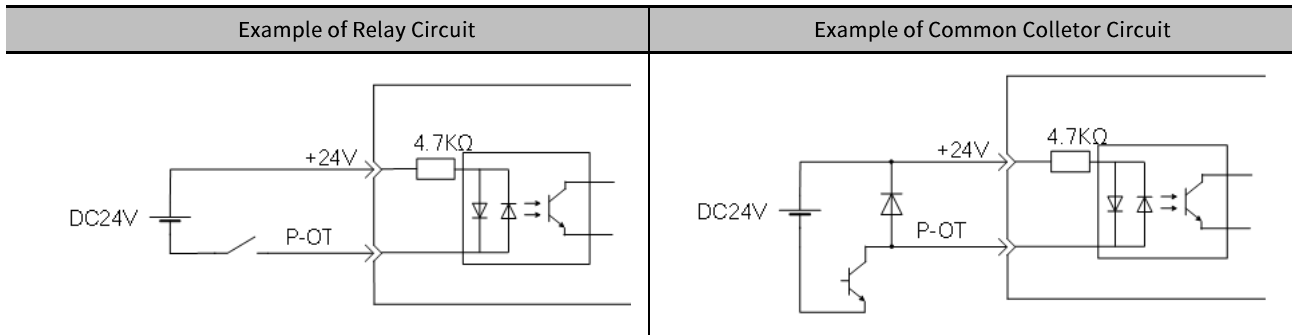 Example of Relay Circuit
Example of Common Colletor Circuit
4.7KΩ
+24V
DC24V
P-OT
4.7KΩ
+24V
DC24V
P-OT